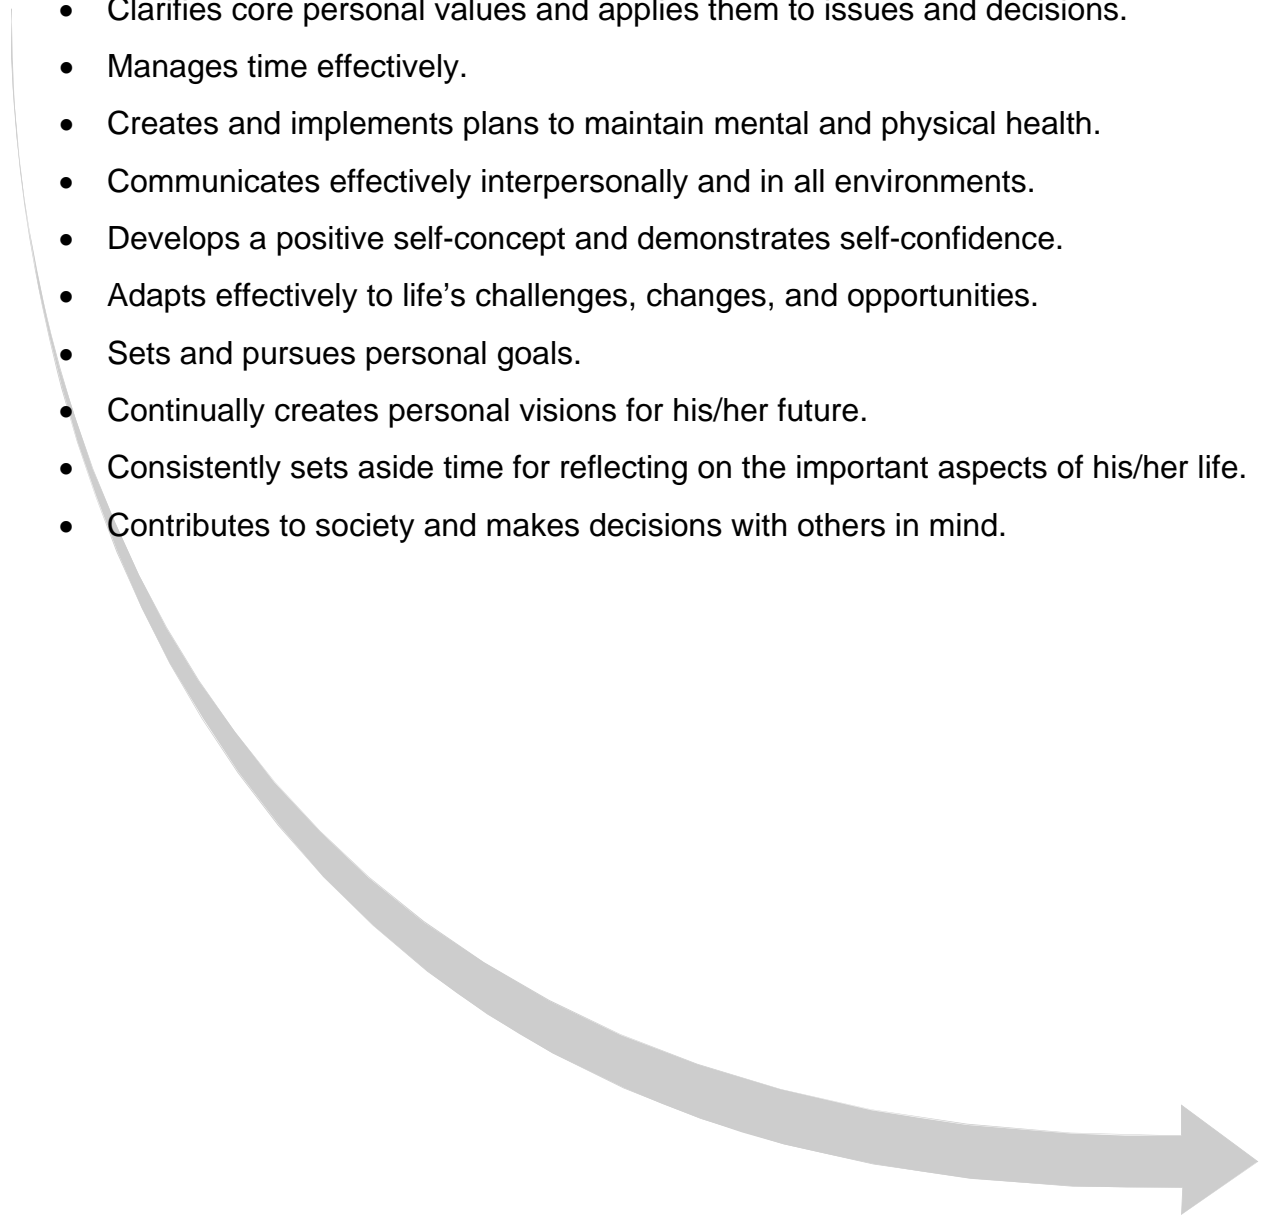 • Clarifies core personal values and applies them to issues and decisions.
• Manages time effectively.
• Creates and implements plans to maintain mental and physical health.
• Communicates effectively interpersonally and in all environments.
• Develops a positive self-concept and demonstrates self-confidence.
• Adapts effectively to life’s challenges, changes, and opportunities.
• Sets and pursues personal goals.
• Continually creates personal visions for his/her future.
• Consistently sets aside time for reflecting on the important aspects of his/her life.
• Contributes to society and makes decisions with others in mind.